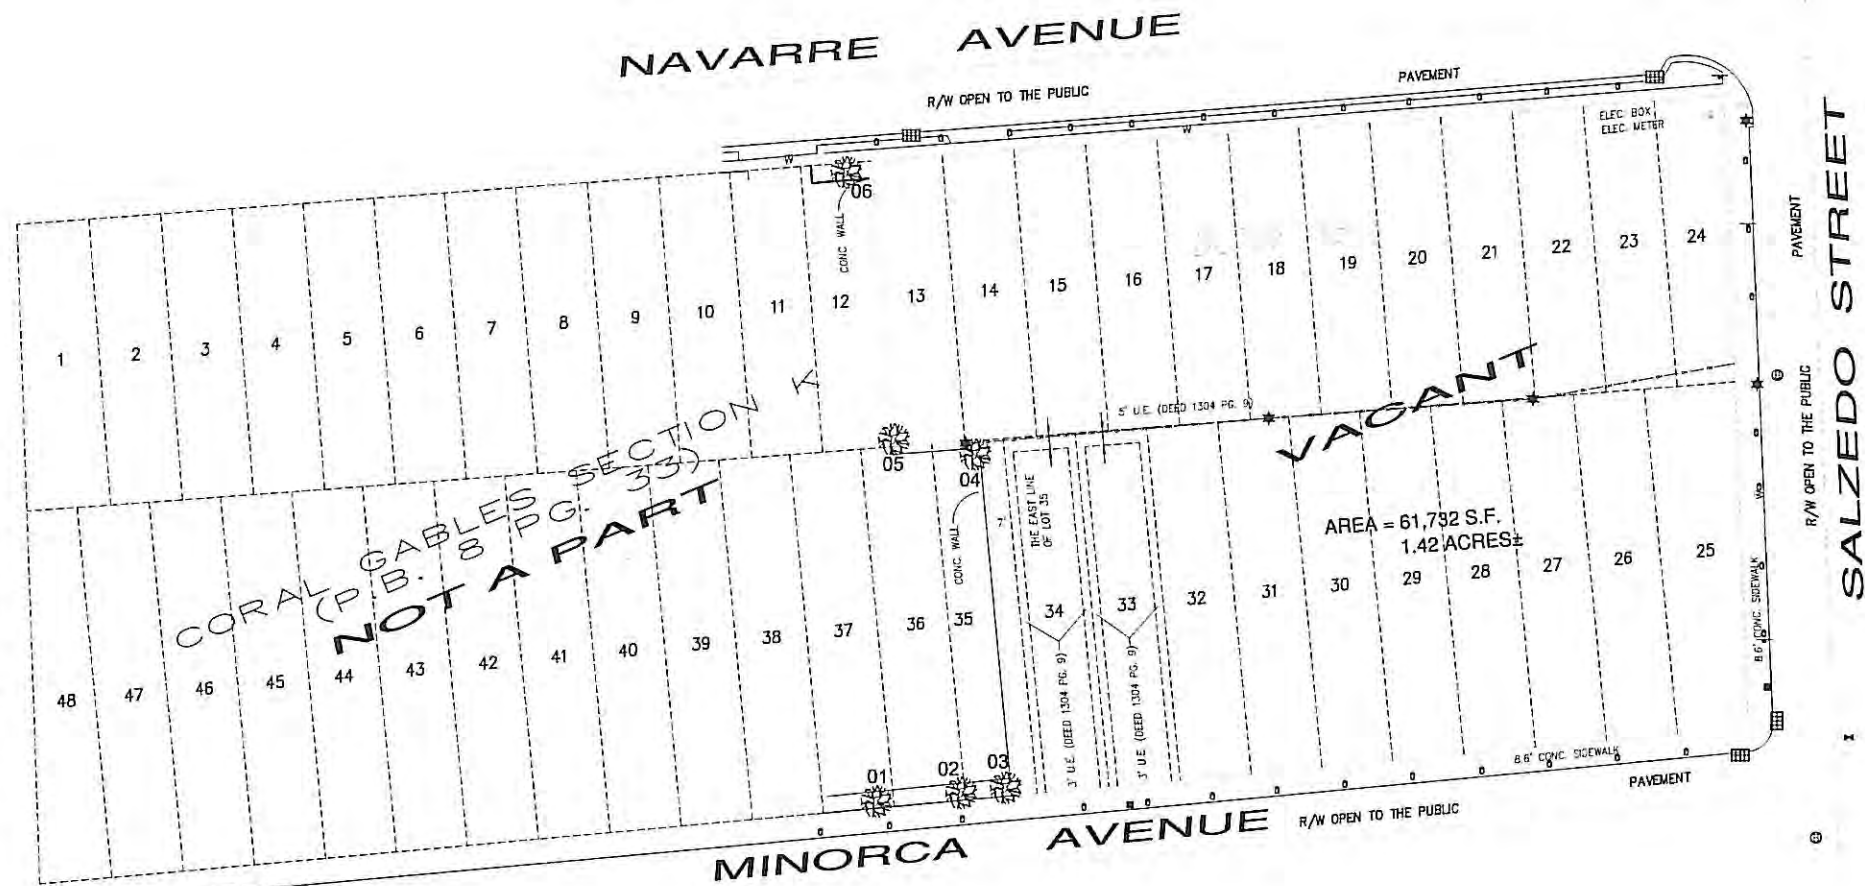 NAVARRE AVENUE
R/W OPEN TO THE PUBLIC
PAVEMENT
ELEC. BOX
ELEC. METER
W
W
06
CONC WALL
1 2 3 4 5 6 7 8 9 10 11 12 13 14 15 16 17 18 19 20 21 22 23 24
PAVEMENT
R/W OPEN TO THE PUBLIC
SALZEDO STREET
CORAL GABLES SECTION K
(P.B. 8 PG. 33)
NOT A PART
VACANT
5' U.E. (DEED 1304 PG. 9)
05
04
CONC WALL
7'
THE EAST LINE
OF LOT 35
AREA = 61,732 S.F.
1.42 ACRES±
48 47 46 45 44 43 42 41 40 39 38 37 36 35 34 33 32 31 30 29 28 27 26 25
3' U.E. (DEED 1304 PG. 9)
3' U.E. (DEED 1304 PG. 9)
8.6' CONC. SIDEWALK
8.6' CONC. SIDEWALK
01 02 03
PAVEMENT
MINORCA AVENUE
R/W OPEN TO THE PUBLIC